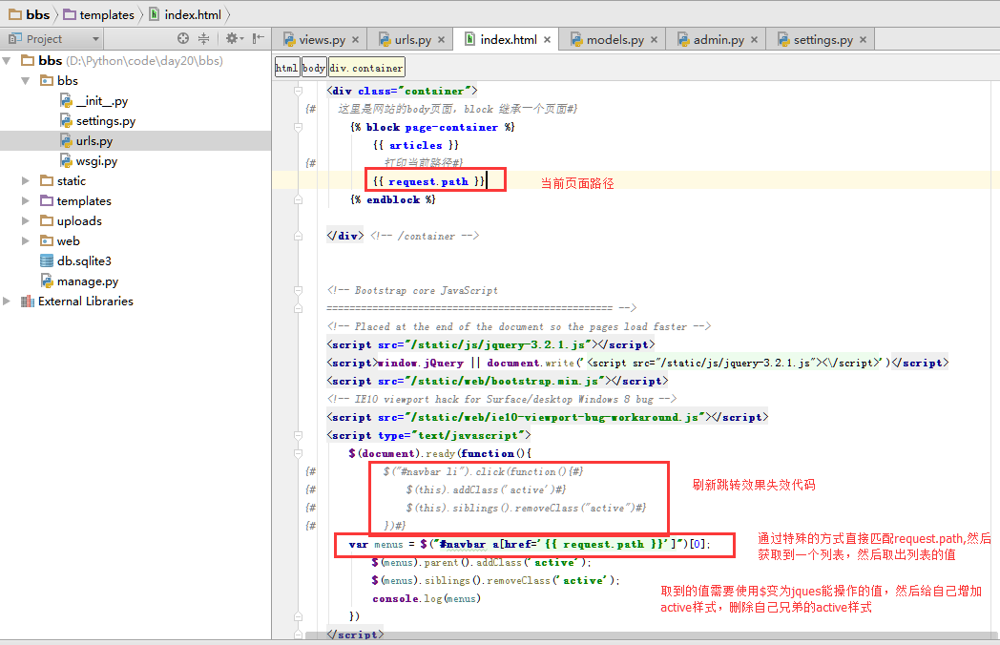 bbs templates index.html
Project
views.py urls.py index.html models.py admin.py settings.py
bbs (D:\Python\code\day20\bbs)
bbs
__init__.py
settings.py
urls.py
wsgi.py
static
templates
uploads
web
db.sqlite3
manage.py
External Libraries
html body div.container
<div class="container">
{# 这里是网站的body页面，block 继承一个页面#}
{% block page-container %}
{{ articles }}
{# 打印当前路径#}
{{ request.path }}
当前页面路径
{% endblock %}
</div> <!-- /container -->
<!-- Bootstrap core JavaScript
================================================== -->
<!-- Placed at the end of the document so the pages load faster -->
<script src="/static/js/jquery-3.2.1.js"></script>
<script>window.jQuery || document.write('<script src="/static/js/jquery-3.2.1.js"><\/script>')</script>
<script src="/static/web/bootstrap.min.js"></script>
<!-- IE10 viewport hack for Surface/desktop Windows 8 bug -->
<script src="/static/web/ie10-viewport-bug-workaround.js"></script>
<script type="text/javascript">
$(document).ready(function(){
{# $("#navbar li").click(function(){#}
{# $(this).addClass('active')#}
{# $(this).siblings().removeClass("active")#}
{# })#}
刷新跳转效果失效代码
var menus = $("#navbar a[href='{{ request.path }}']")[0];
通过特殊的方式直接匹配request.path,然后
获取到一个列表，然后取出列表的值
$(menus).parent().addClass('active');
$(menus).siblings().removeClass('active');
console.log(menus)
取到的值需要使用$变为jques能操作的值，然后给自己增加
active样式，删除自己兄弟的active样式
})
</script>